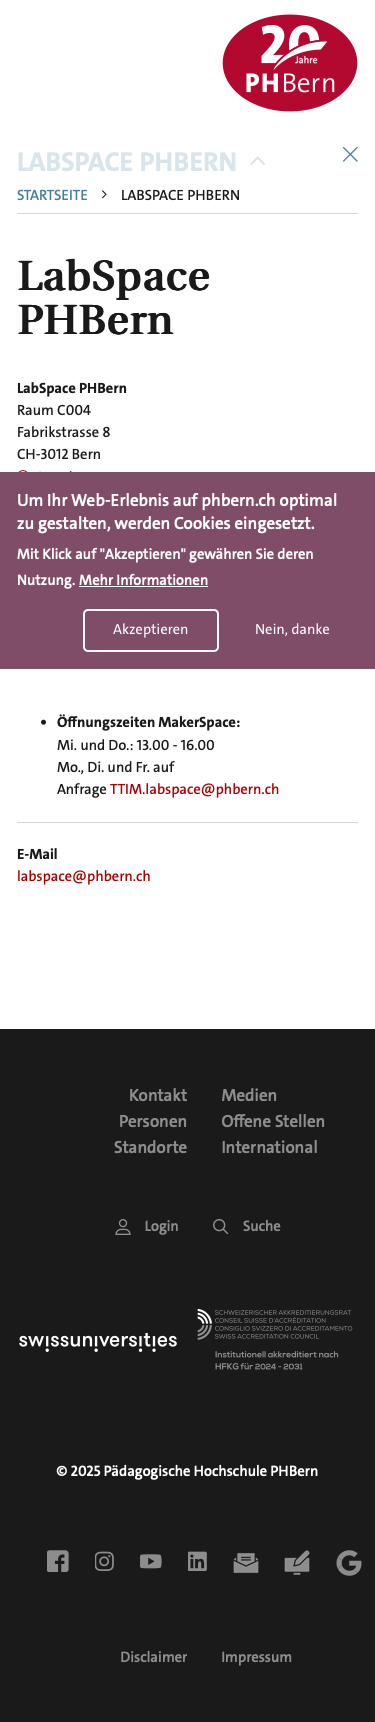 20
Jahre
PHBern
LABSPACE PHBERN
STARTSEITE > LABSPACE PHBERN
LabSpace
PHBern
LabSpace PHBern
Raum C004
Fabrikstrasse 8
CH-3012 Bern
Um Ihr Web-Erlebnis auf phbern.ch optimal
zu gestalten, werden Cookies eingesetzt.
Mit Klick auf "Akzeptieren" gewähren Sie deren
Nutzung. Mehr Informationen
Akzeptieren Nein, danke
• Öffnungszeiten MakerSpace:
Mi. und Do.: 13.00 - 16.00
Mo., Di. und Fr. auf
Anfrage TTIM.labspace@phbern.ch
E-Mail
labspace@phbern.ch
Kontakt Medien
Personen Offene Stellen
Standorte International
Login Suche
swissuniversities
SCHWEIZERISCHER AKKREDITIERUNGSRAT
CONSEIL SUISSE D'ACCRÉDITATION
CONSIGLIO SVIZZERO DI ACCREDITAMENTO
SWISS ACCREDITATION COUNCIL
Institutionell akkreditiert nach
HFKG für 2024 - 2031
© 2025 Pädagogische Hochschule PHBern
Disclaimer Impressum